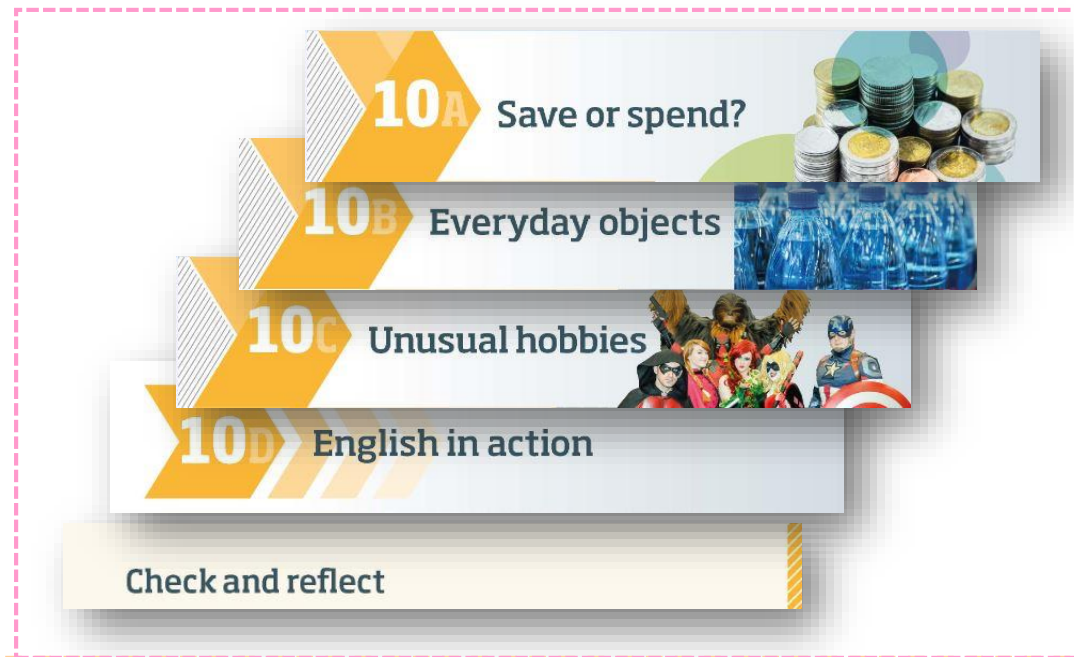 10A Save or spend?
10B Everyday objects
10C Unusual hobbies
10D English in action
Check and reflect